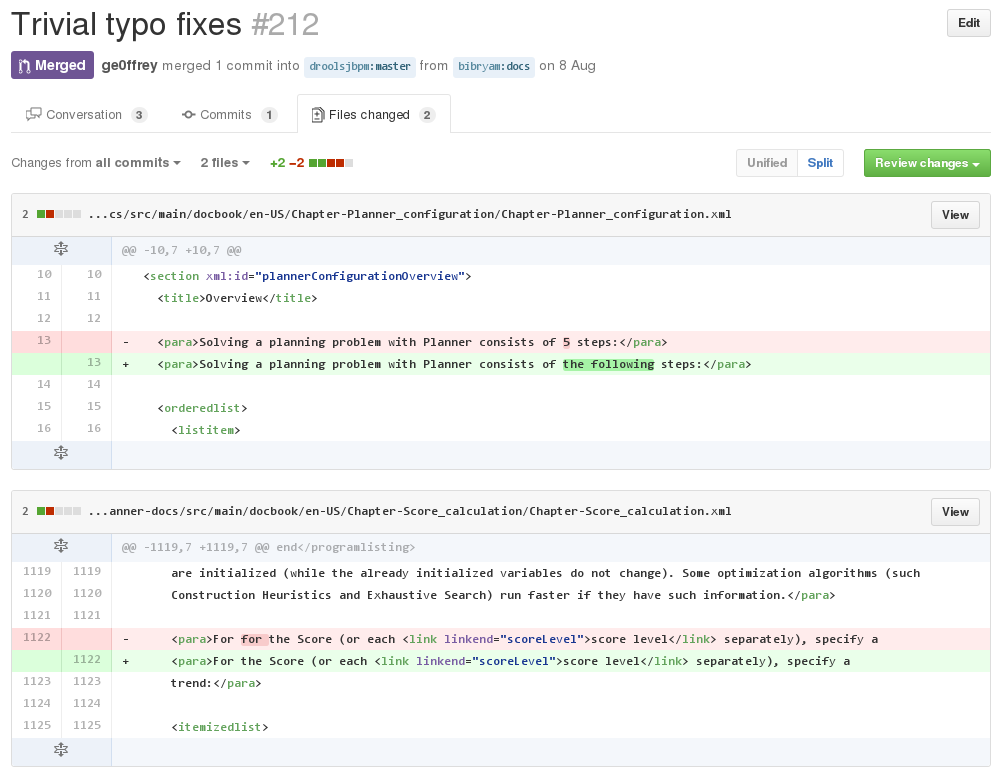 Trivial typo fixes #212
Edit
Merged ge0ffrey merged 1 commit into droolsjbpm:master from bibryam:docs on 8 Aug
Conversation 3 Commits 1 Files changed 2
Changes from all commits 2 files +2 −2 Unified Split Review changes
2 ...cs/src/main/docbook/en-US/Chapter-Planner_configuration/Chapter-Planner_configuration.xml View
@@ -10,7 +10,7 @@
10 10 <section xml:id="plannerConfigurationOverview">
11 11 <title>Overview</title>
12 12
13 - <para>Solving a planning problem with Planner consists of 5 steps:</para>
13 + <para>Solving a planning problem with Planner consists of the following steps:</para>
14 14
15 15 <orderedlist>
16 16 <listitem>
2 ...anner-docs/src/main/docbook/en-US/Chapter-Score_calculation/Chapter-Score_calculation.xml View
@@ -1119,7 +1119,7 @@ end</programlisting>
1119 1119 are initialized (while the already initialized variables do not change). Some optimization algorithms (such
1120 1120 Construction Heuristics and Exhaustive Search) run faster if they have such information.</para>
1121 1121
1122 - <para>For for the Score (or each <link linkend="scoreLevel">score level</link> separately), specify a
1122 + <para>For the Score (or each <link linkend="scoreLevel">score level</link> separately), specify a
1123 1123 trend:</para>
1124 1124
1125 1125 <itemizedlist>